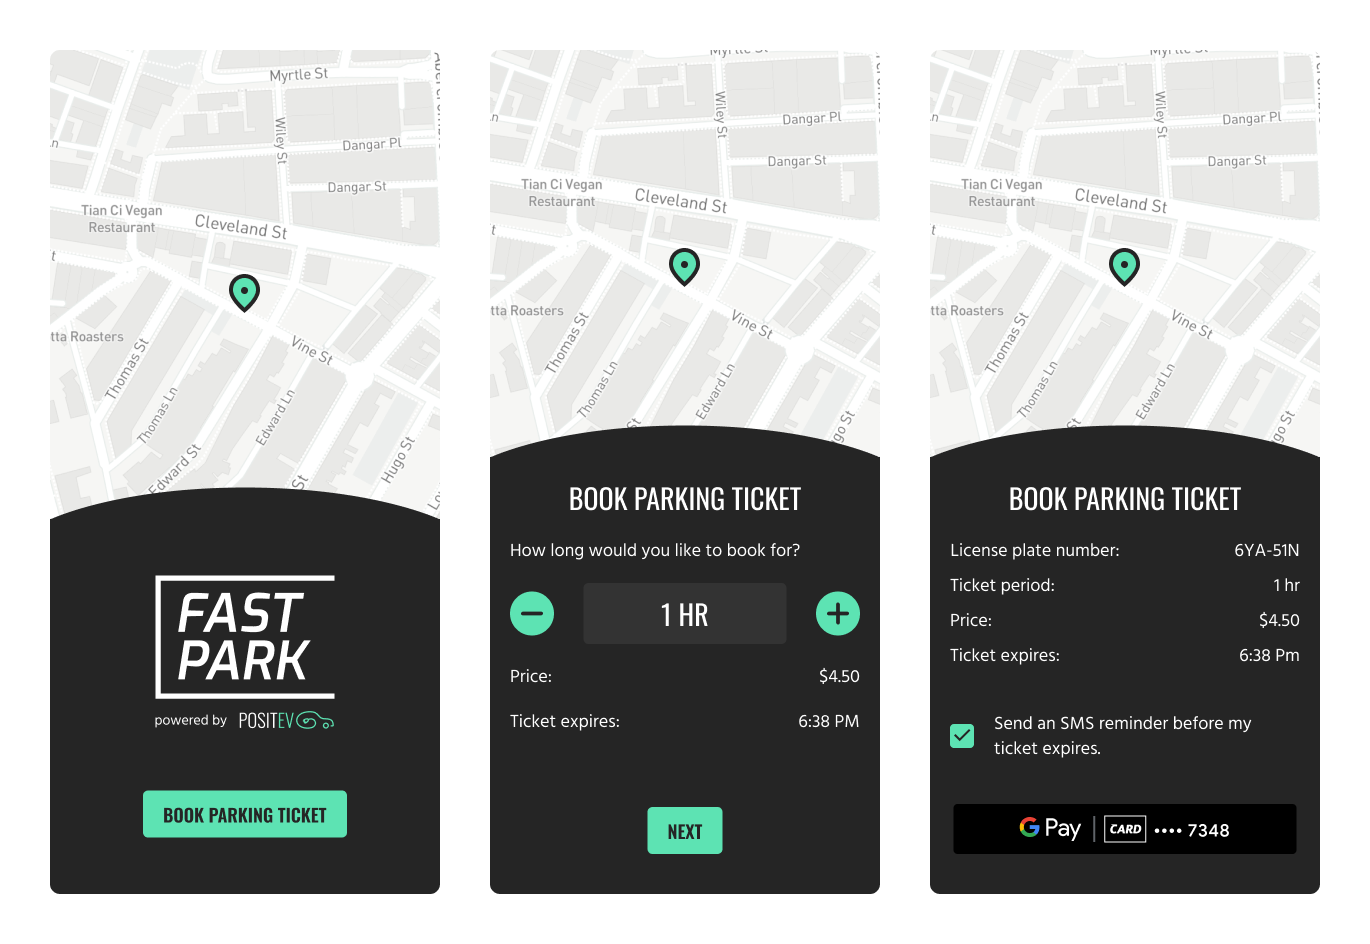 Myrtle St
Wiley St
Dangar Pl
Dangar St
Tian Ci Vegan
Restaurant
Cleveland St
tta Roasters
Thomas St
Vine St
Thomas Ln
Edward Ln
Edward St
Hugo St
St
FAST
PARK
powered by POSITEV
BOOK PARKING TICKET
Myrtle St
Wiley St
Dangar Pl
Dangar St
Tian Ci Vegan
Restaurant
Cleveland St
tta Roasters
Thomas St
Vine St
Thomas Ln
Edward Ln
St
go St
BOOK PARKING TICKET
How long would you like to book for?
1 HR
Price: $4.50
Ticket expires: 6:38 PM
NEXT
Myrtle St
Wiley St
Dangar Pl
Dangar St
Tian Ci Vegan
Restaurant
Cleveland St
tta Roasters
Thomas St
Vine St
Thomas Ln
Edward Ln
St
go St
BOOK PARKING TICKET
License plate number: 6YA-51N
Ticket period: 1 hr
Price: $4.50
Ticket expires: 6:38 Pm
Send an SMS reminder before my
ticket expires.
G Pay | CARD •••• 7348